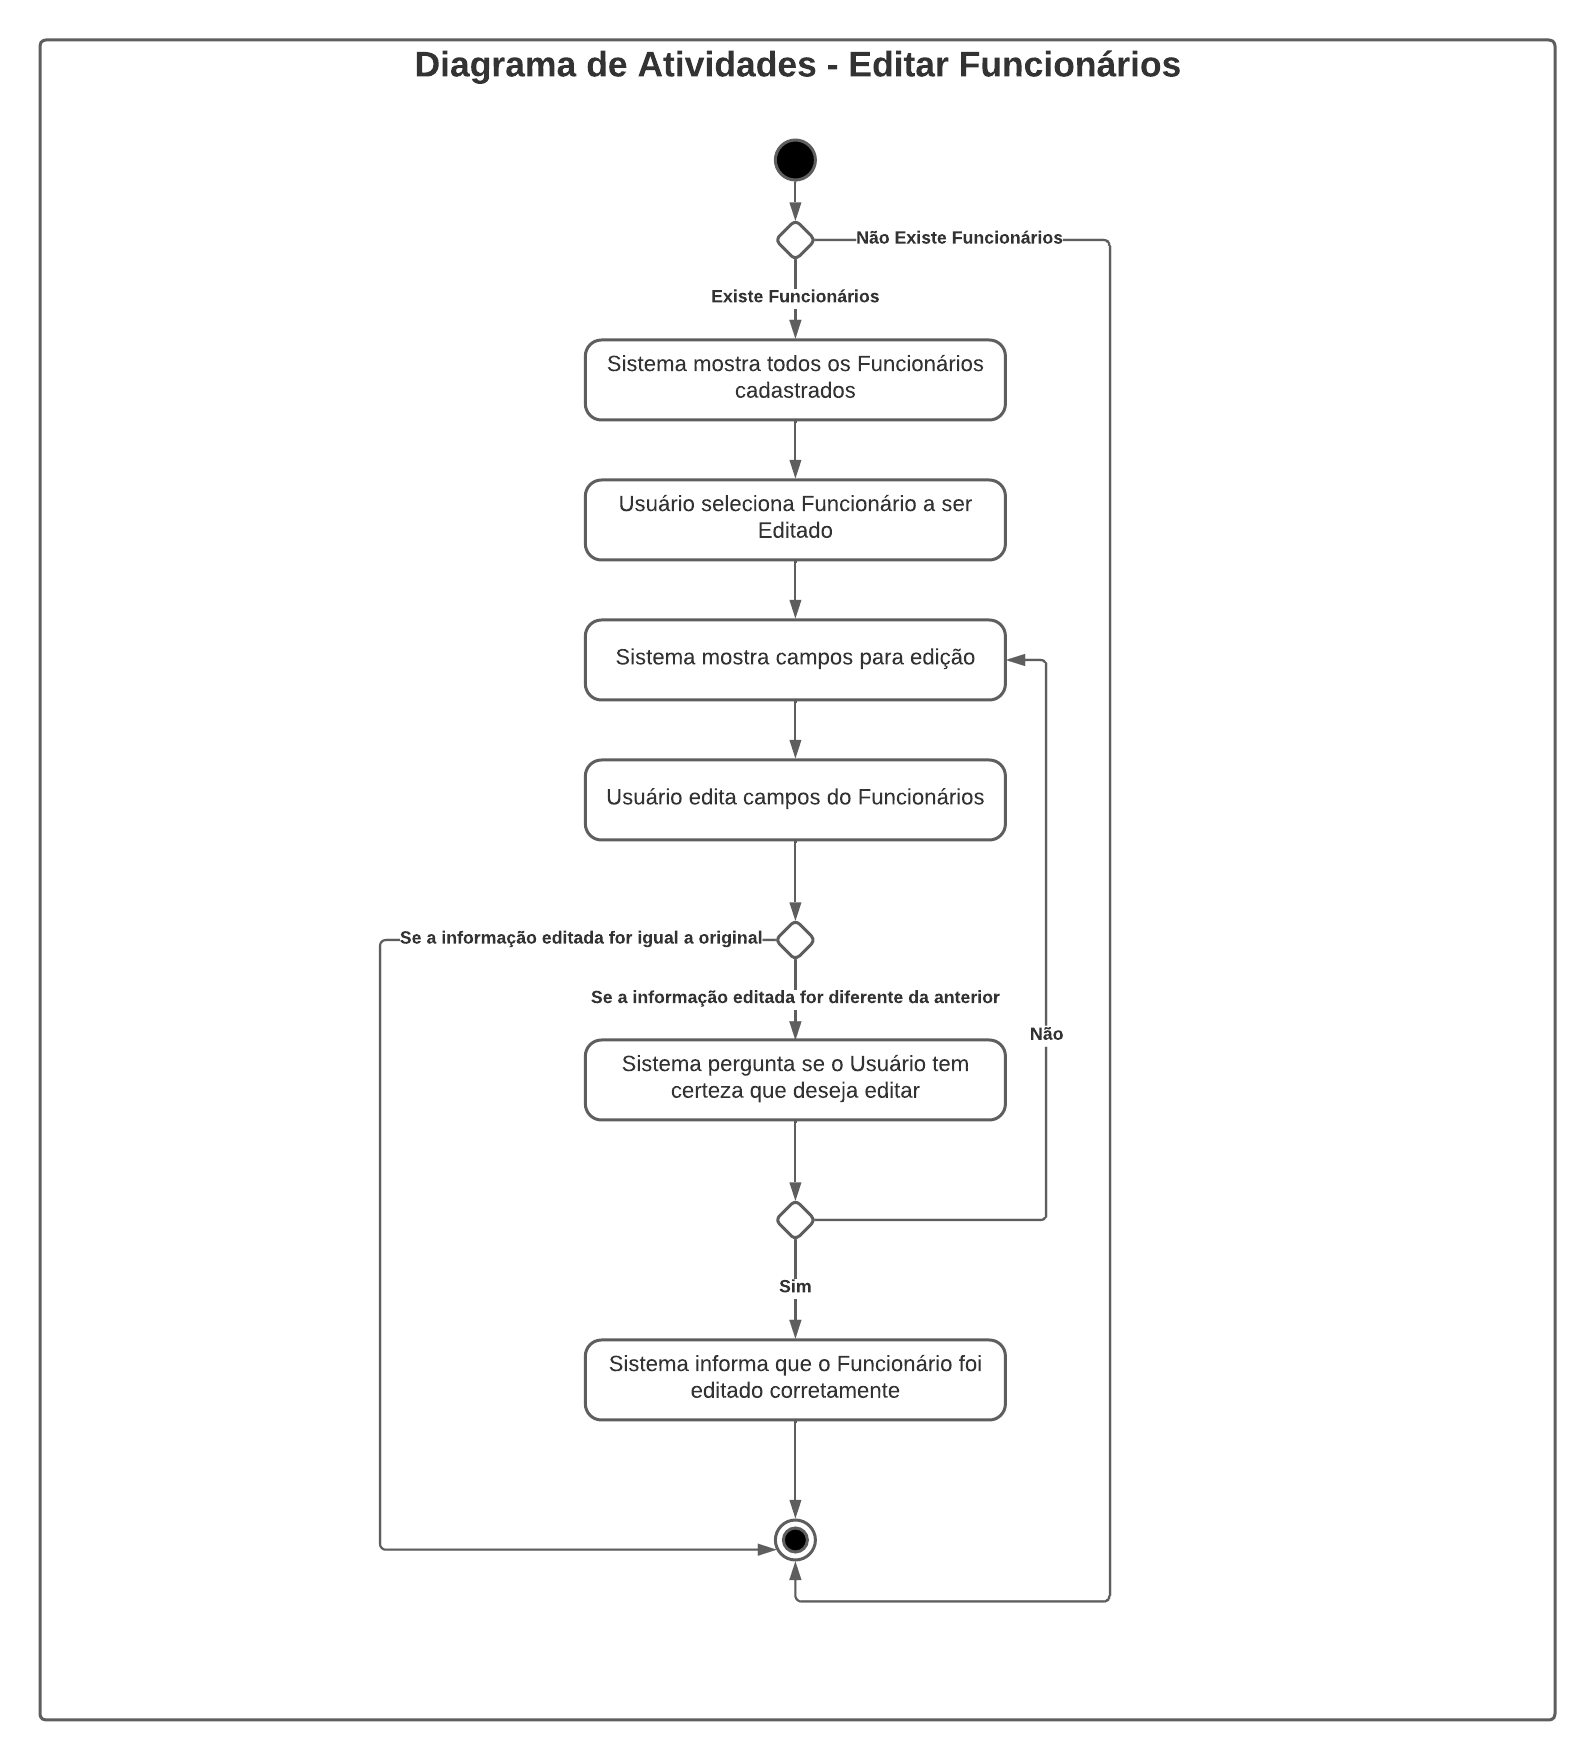 Diagrama de Atividades - Editar Funcionários
Não Existe Funcionários
Existe Funcionários
Sistema mostra todos os Funcionários
cadastrados
Usuário seleciona Funcionário a ser
Editado
Sistema mostra campos para edição
Usuário edita campos do Funcionários
Se a informação editada for igual a original
Se a informação editada for diferente da anterior
Não
Sistema pergunta se o Usuário tem
certeza que deseja editar
Sim
Sistema informa que o Funcionário foi
editado corretamente